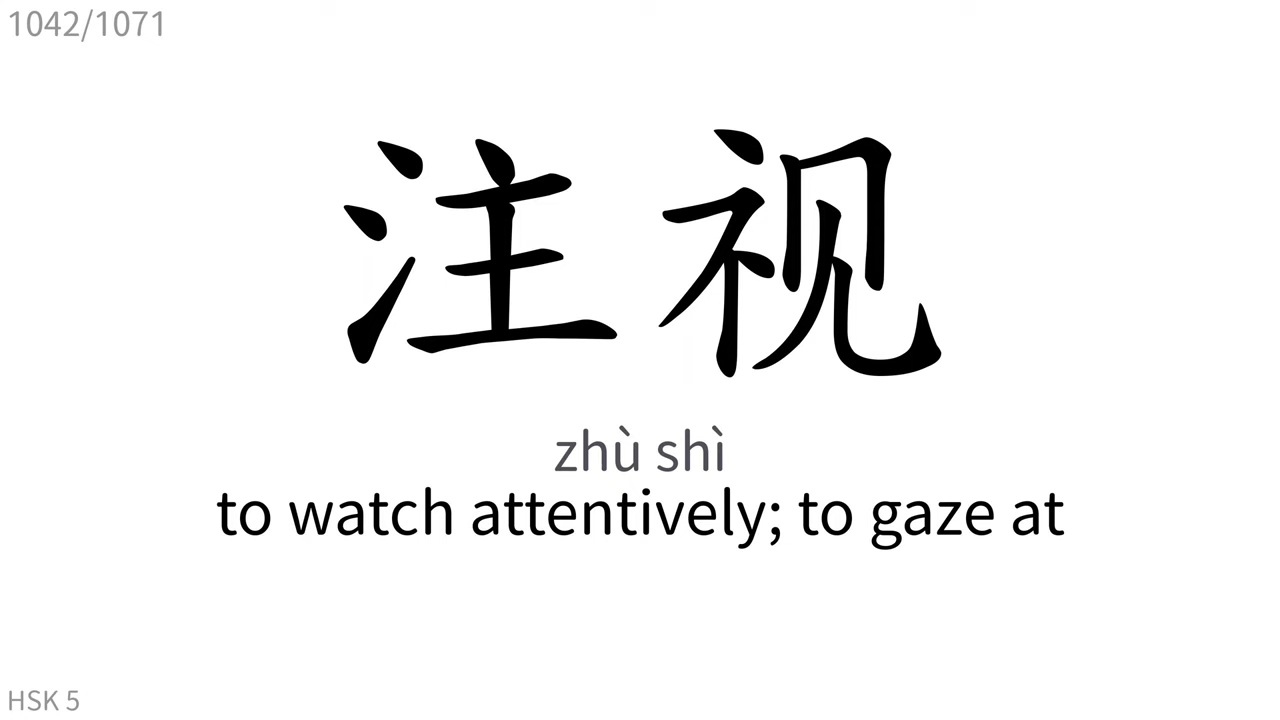 1042/1071
注视
zhù shì
to watch attentively; to gaze at
HSK 5